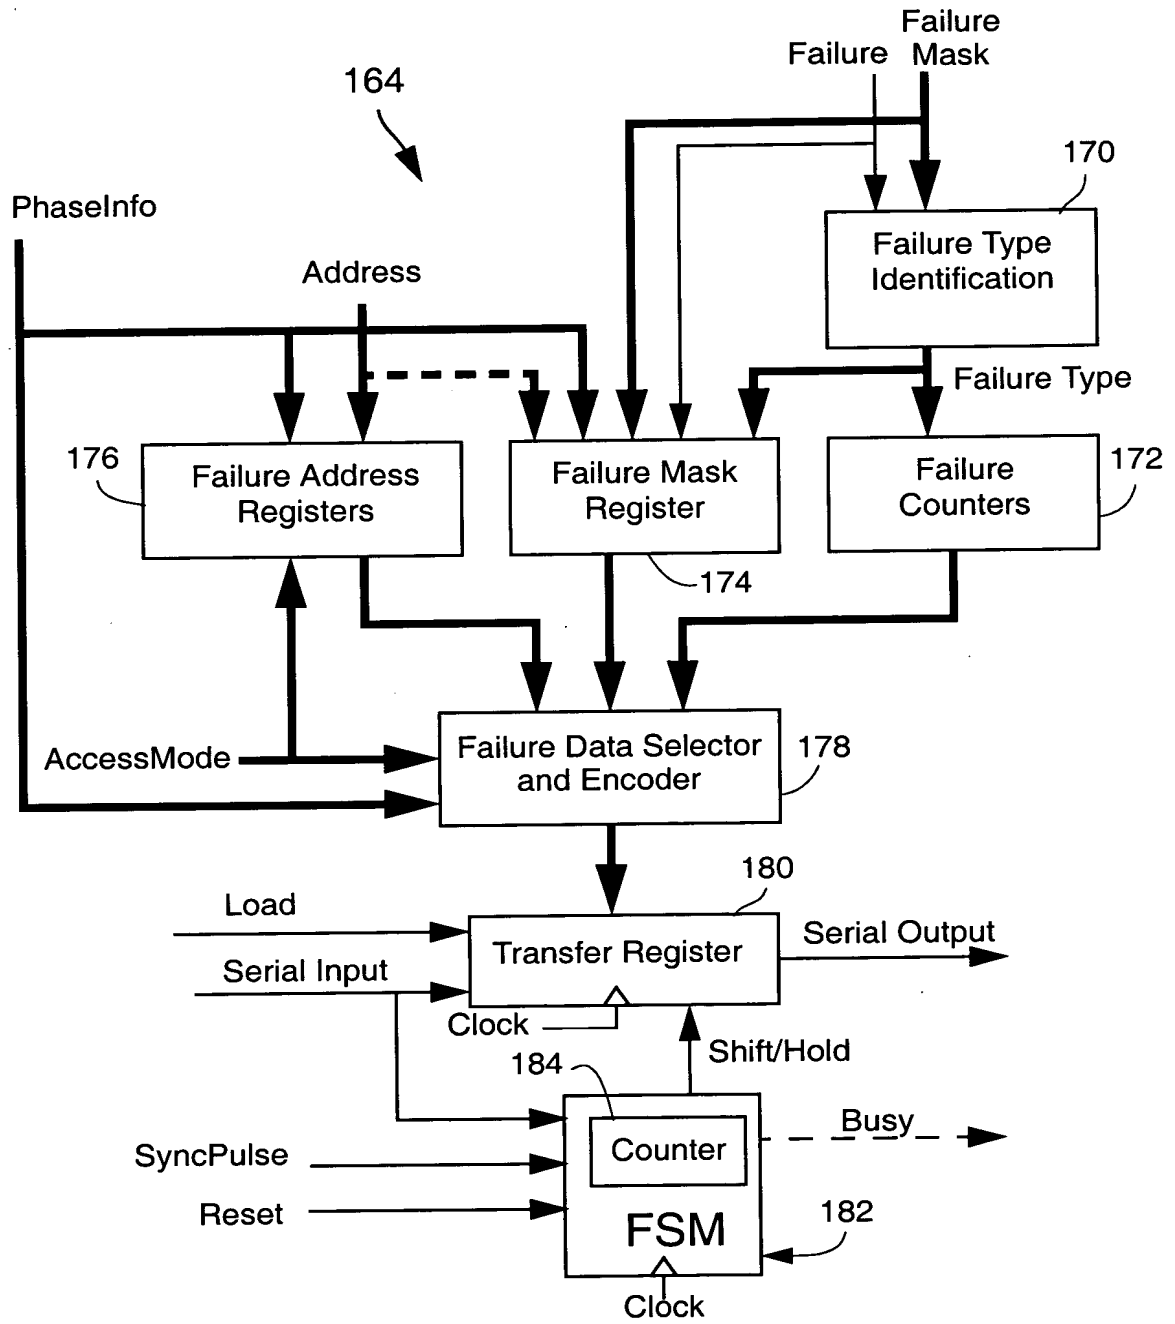 Failure
Mask
Failure
164
170
PhaseInfo
Failure Type
Identification
Address
Failure Type
176
Failure Address
Registers
Failure Mask
Register
Failure
Counters
172
174
AccessMode
Failure Data Selector
and Encoder
178
180
Load
Transfer Register
Serial Output
Serial Input
Clock
Shift/Hold
184
Busy
Counter
SyncPulse
Reset
FSM
182
Clock